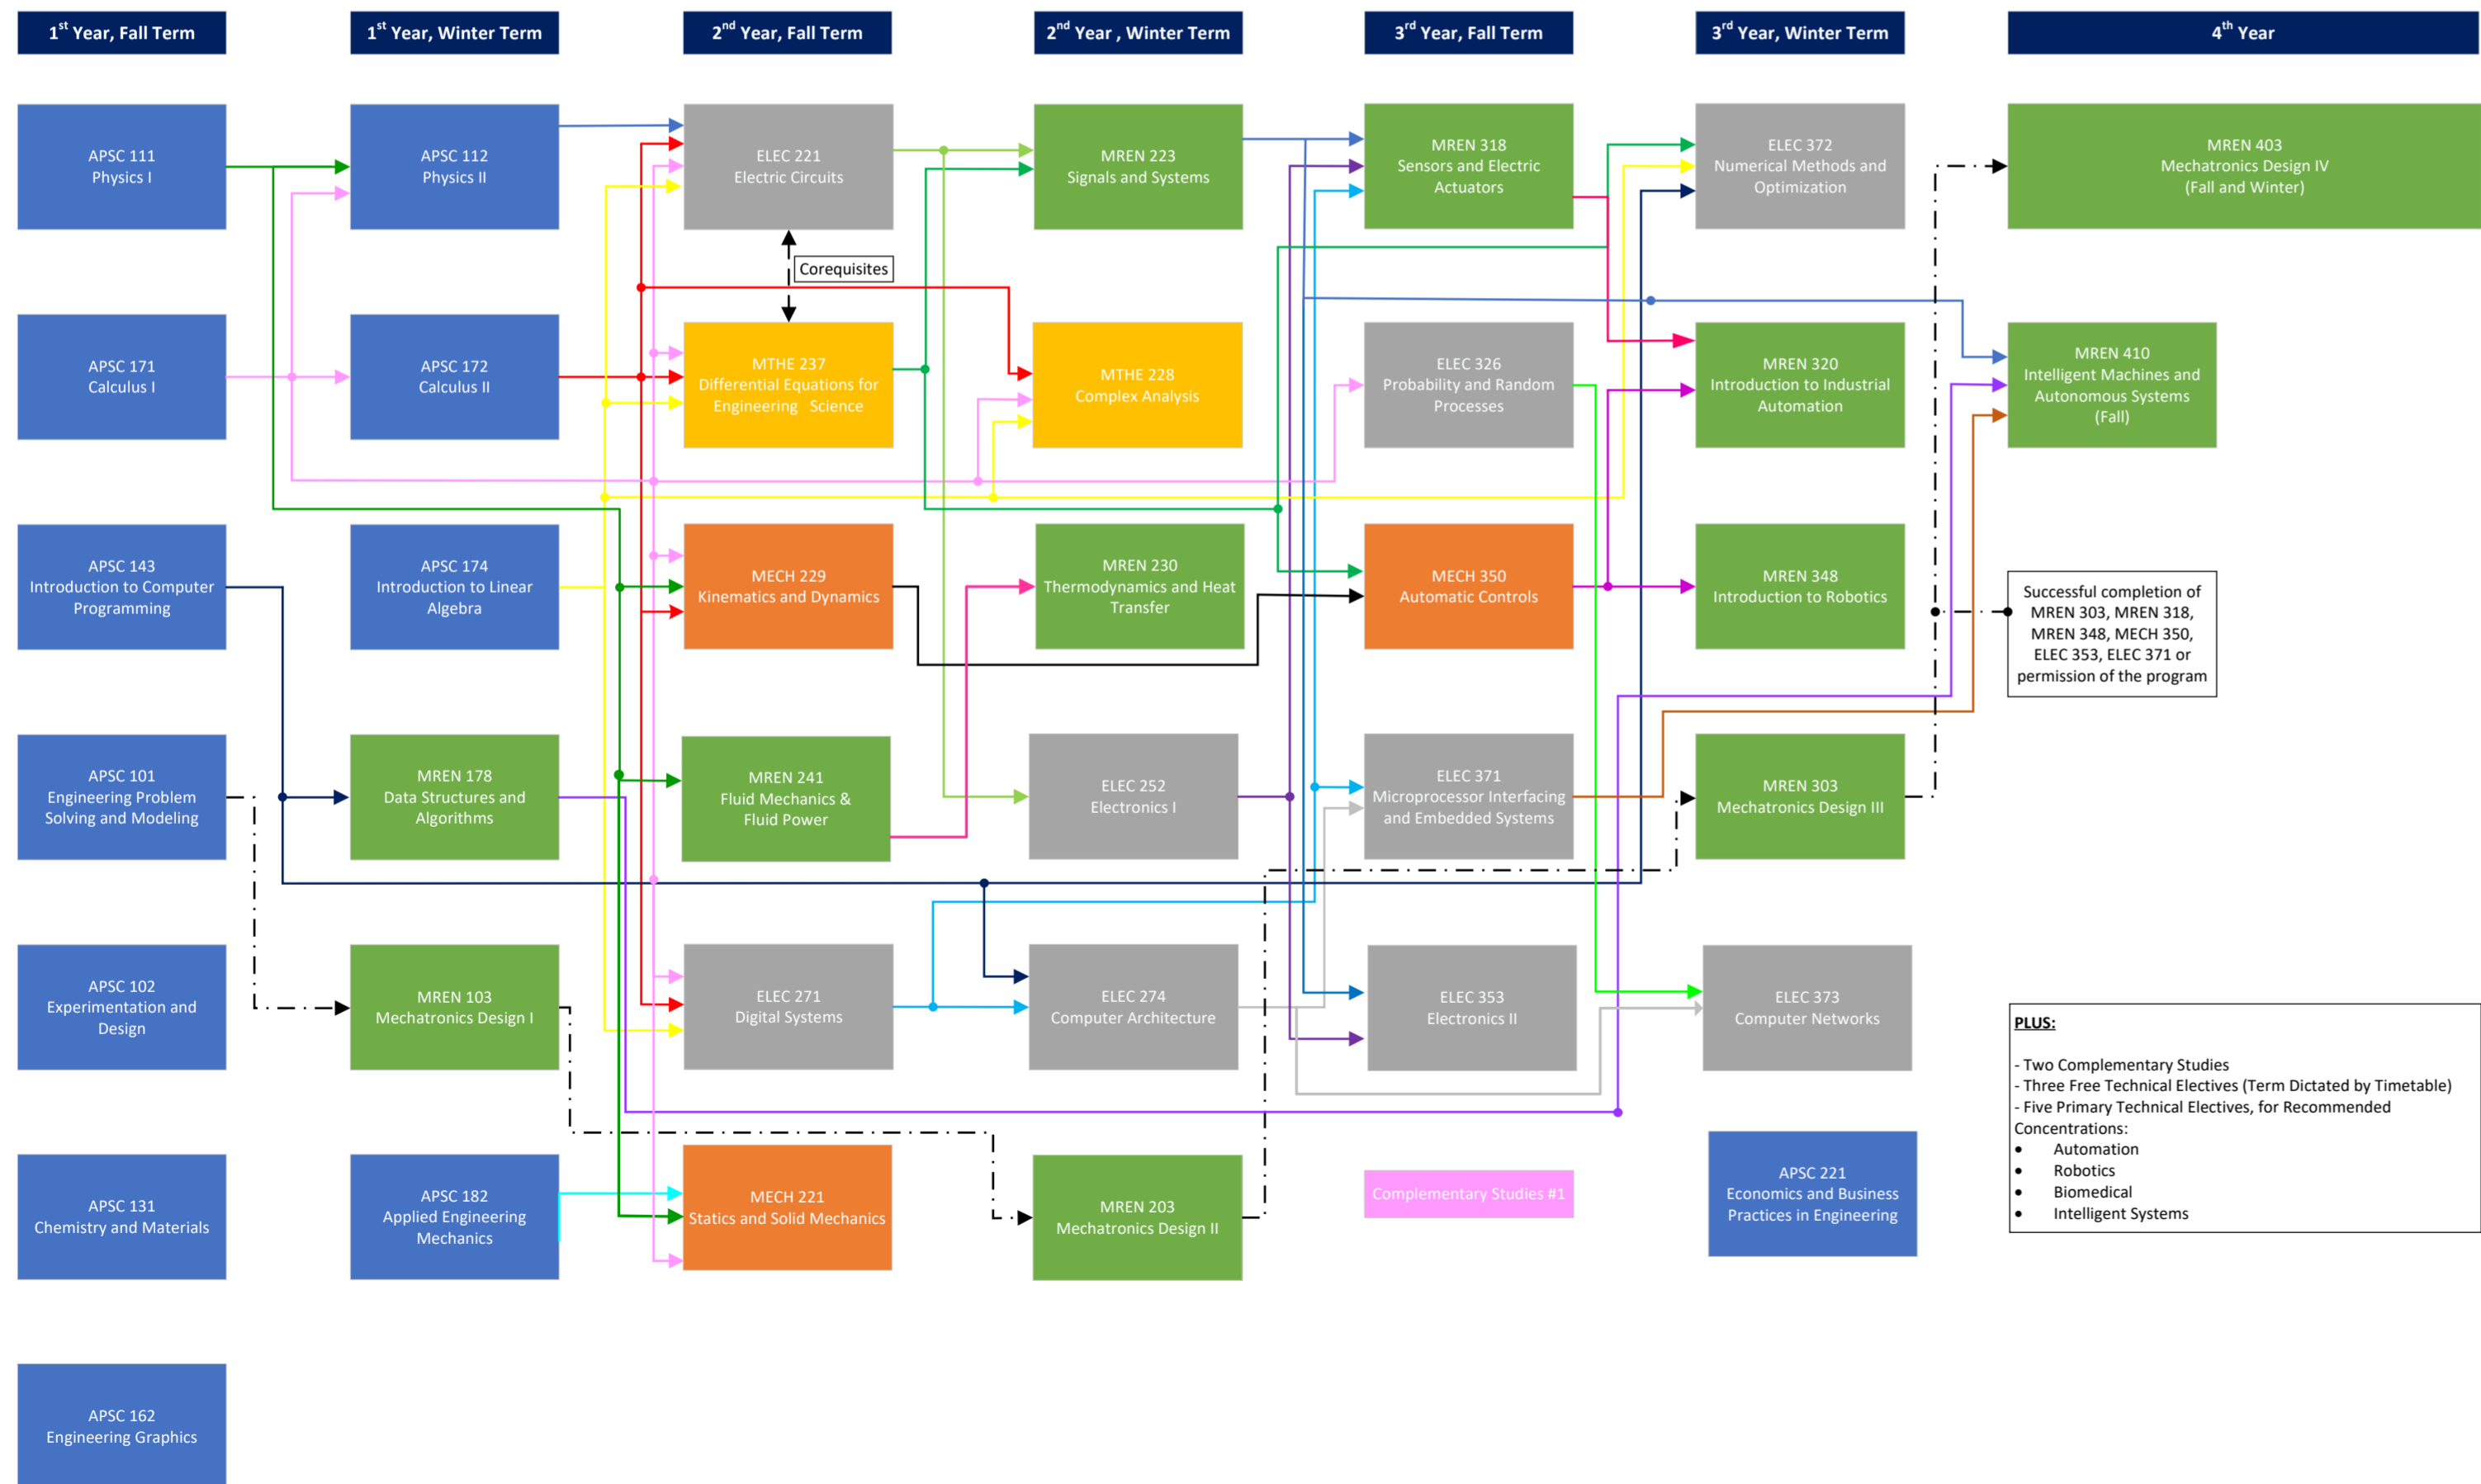 1st Year, Fall Term
1st Year, Winter Term
2nd Year, Fall Term
2nd Year , Winter Term
3rd Year, Fall Term
3rd Year, Winter Term
4th Year
APSC 111
Physics I
APSC 112
Physics II
ELEC 221
Electric Circuits
MREN 223
Signals and Systems
MREN 318
Sensors and Electric
Actuators
ELEC 372
Numerical Methods and
Optimization
MREN 403
Mechatronics Design IV
(Fall and Winter)
Corequisites
APSC 171
Calculus I
APSC 172
Calculus II
MTHE 237
Differential Equations for
Engineering Science
MTHE 228
Complex Analysis
ELEC 326
Probability and Random
Processes
MREN 320
Introduction to Industrial
Automation
MREN 410
Intelligent Machines and
Autonomous Systems
(Fall)
APSC 143
Introduction to Computer
Programming
APSC 174
Introduction to Linear
Algebra
MECH 229
Kinematics and Dynamics
MREN 230
Thermodynamics and Heat
Transfer
MECH 350
Automatic Controls
MREN 348
Introduction to Robotics
Successful completion of
MREN 303, MREN 318,
MREN 348, MECH 350,
ELEC 353, ELEC 371 or
permission of the program
APSC 101
Engineering Problem
Solving and Modeling
MREN 178
Data Structures and
Algorithms
MREN 241
Fluid Mechanics &
Fluid Power
ELEC 252
Electronics I
ELEC 371
Microprocessor Interfacing
and Embedded Systems
MREN 303
Mechatronics Design III
APSC 102
Experimentation and
Design
MREN 103
Mechatronics Design I
ELEC 271
Digital Systems
ELEC 274
Computer Architecture
ELEC 353
Electronics II
ELEC 373
Computer Networks
PLUS:
- Two Complementary Studies
- Three Free Technical Electives (Term Dictated by Timetable)
- Five Primary Technical Electives, for Recommended
Concentrations:
• Automation
• Robotics
• Biomedical
• Intelligent Systems
APSC 131
Chemistry and Materials
APSC 182
Applied Engineering
Mechanics
MECH 221
Statics and Solid Mechanics
MREN 203
Mechatronics Design II
Complementary Studies #1
APSC 221
Economics and Business
Practices in Engineering
APSC 162
Engineering Graphics